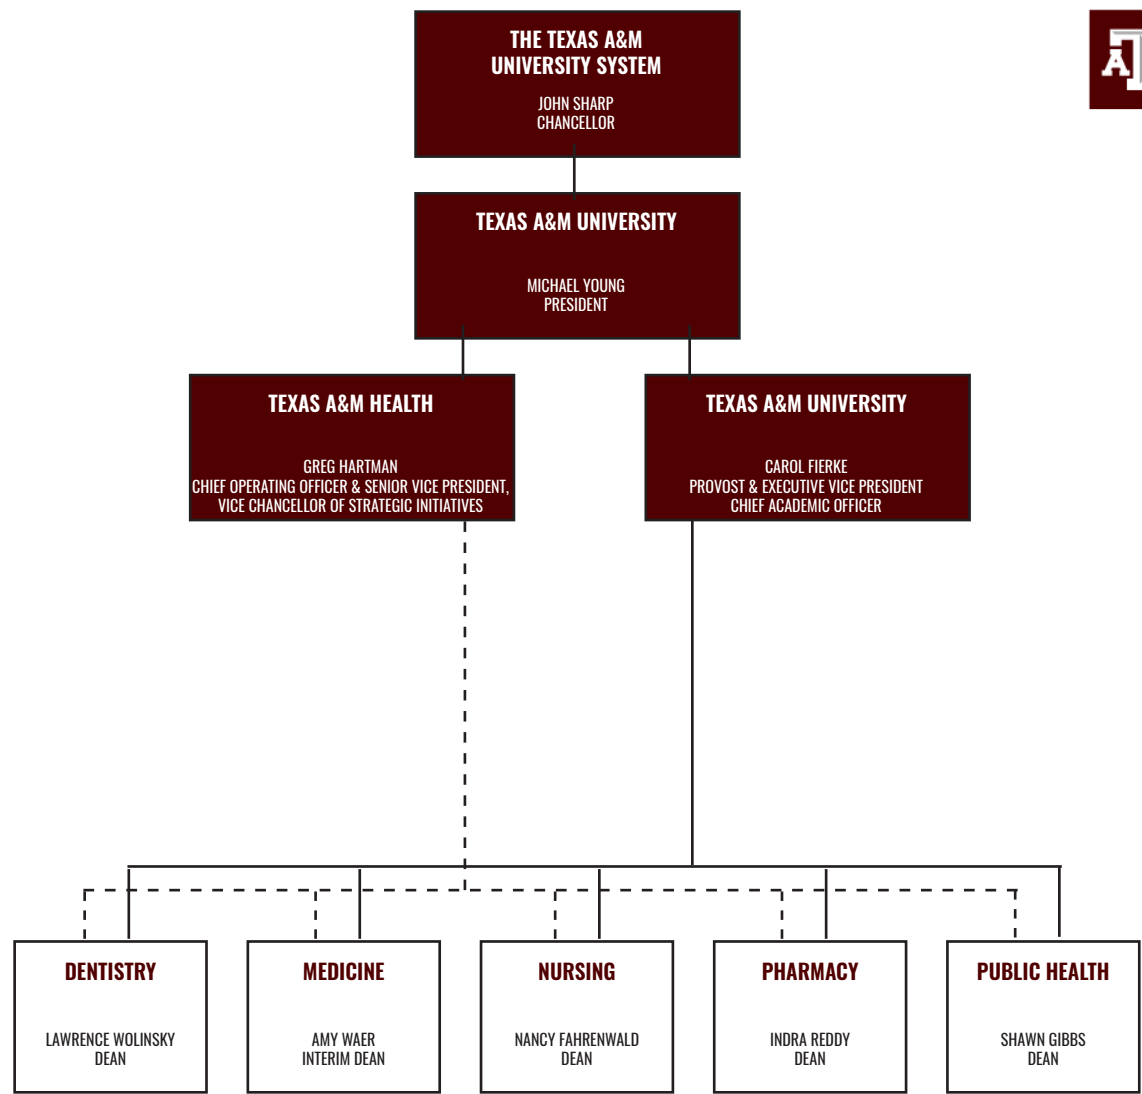 THE TEXAS A&M
UNIVERSITY SYSTEM
JOHN SHARP
CHANCELLOR
TEXAS A&M UNIVERSITY
MICHAEL YOUNG
PRESIDENT
TEXAS A&M HEALTH
GREG HARTMAN
CHIEF OPERATING OFFICER & SENIOR VICE PRESIDENT,
VICE CHANCELLOR OF STRATEGIC INITIATIVES
TEXAS A&M UNIVERSITY
CAROL FIERKE
PROVOST & EXECUTIVE VICE PRESIDENT
CHIEF ACADEMIC OFFICER
DENTISTRY
LAWRENCE WOLINSKY
DEAN
MEDICINE
AMY WAER
INTERIM DEAN
NURSING
NANCY FAHRENWALD
DEAN
PHARMACY
INDRA REDDY
DEAN
PUBLIC HEALTH
SHAWN GIBBS
DEAN
AT